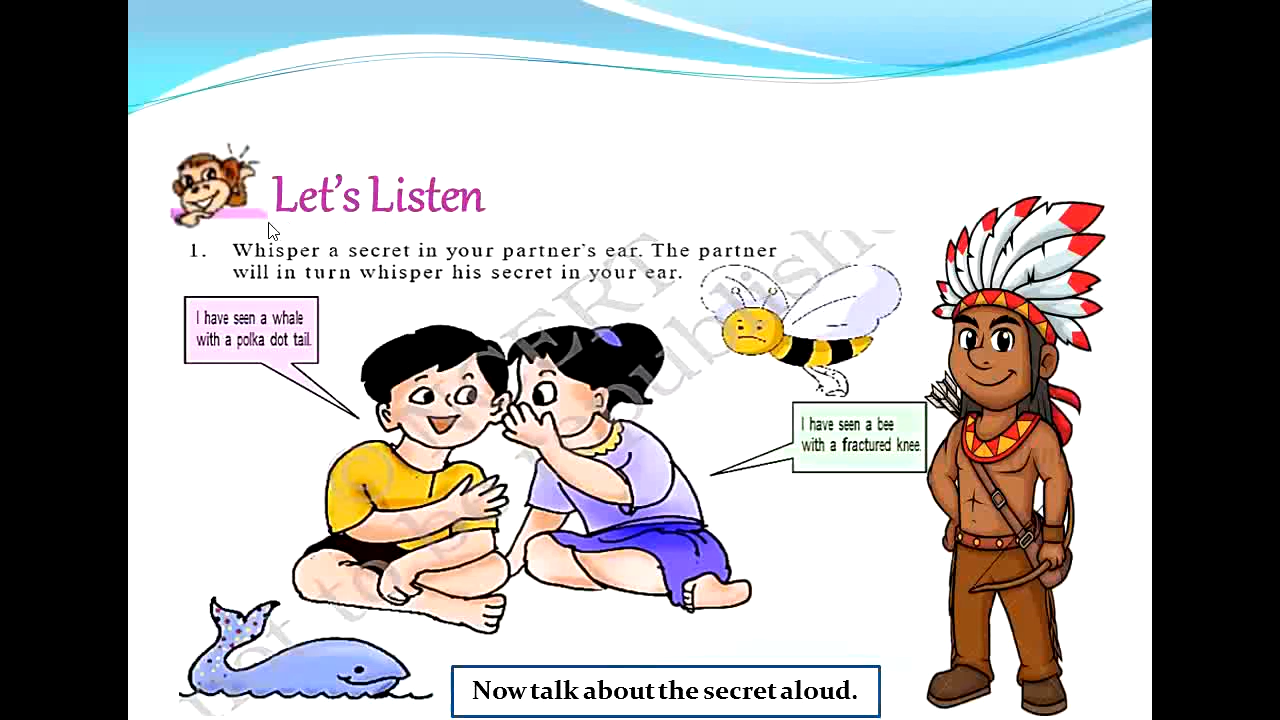 Let's Listen
1. Whisper a secret in your partner's ear. The partner
will in turn whisper his secret in your ear.
I have seen a whale
with a polka dot tail.
I have seen a bee
with a fractured knee.
Now talk about the secret aloud.